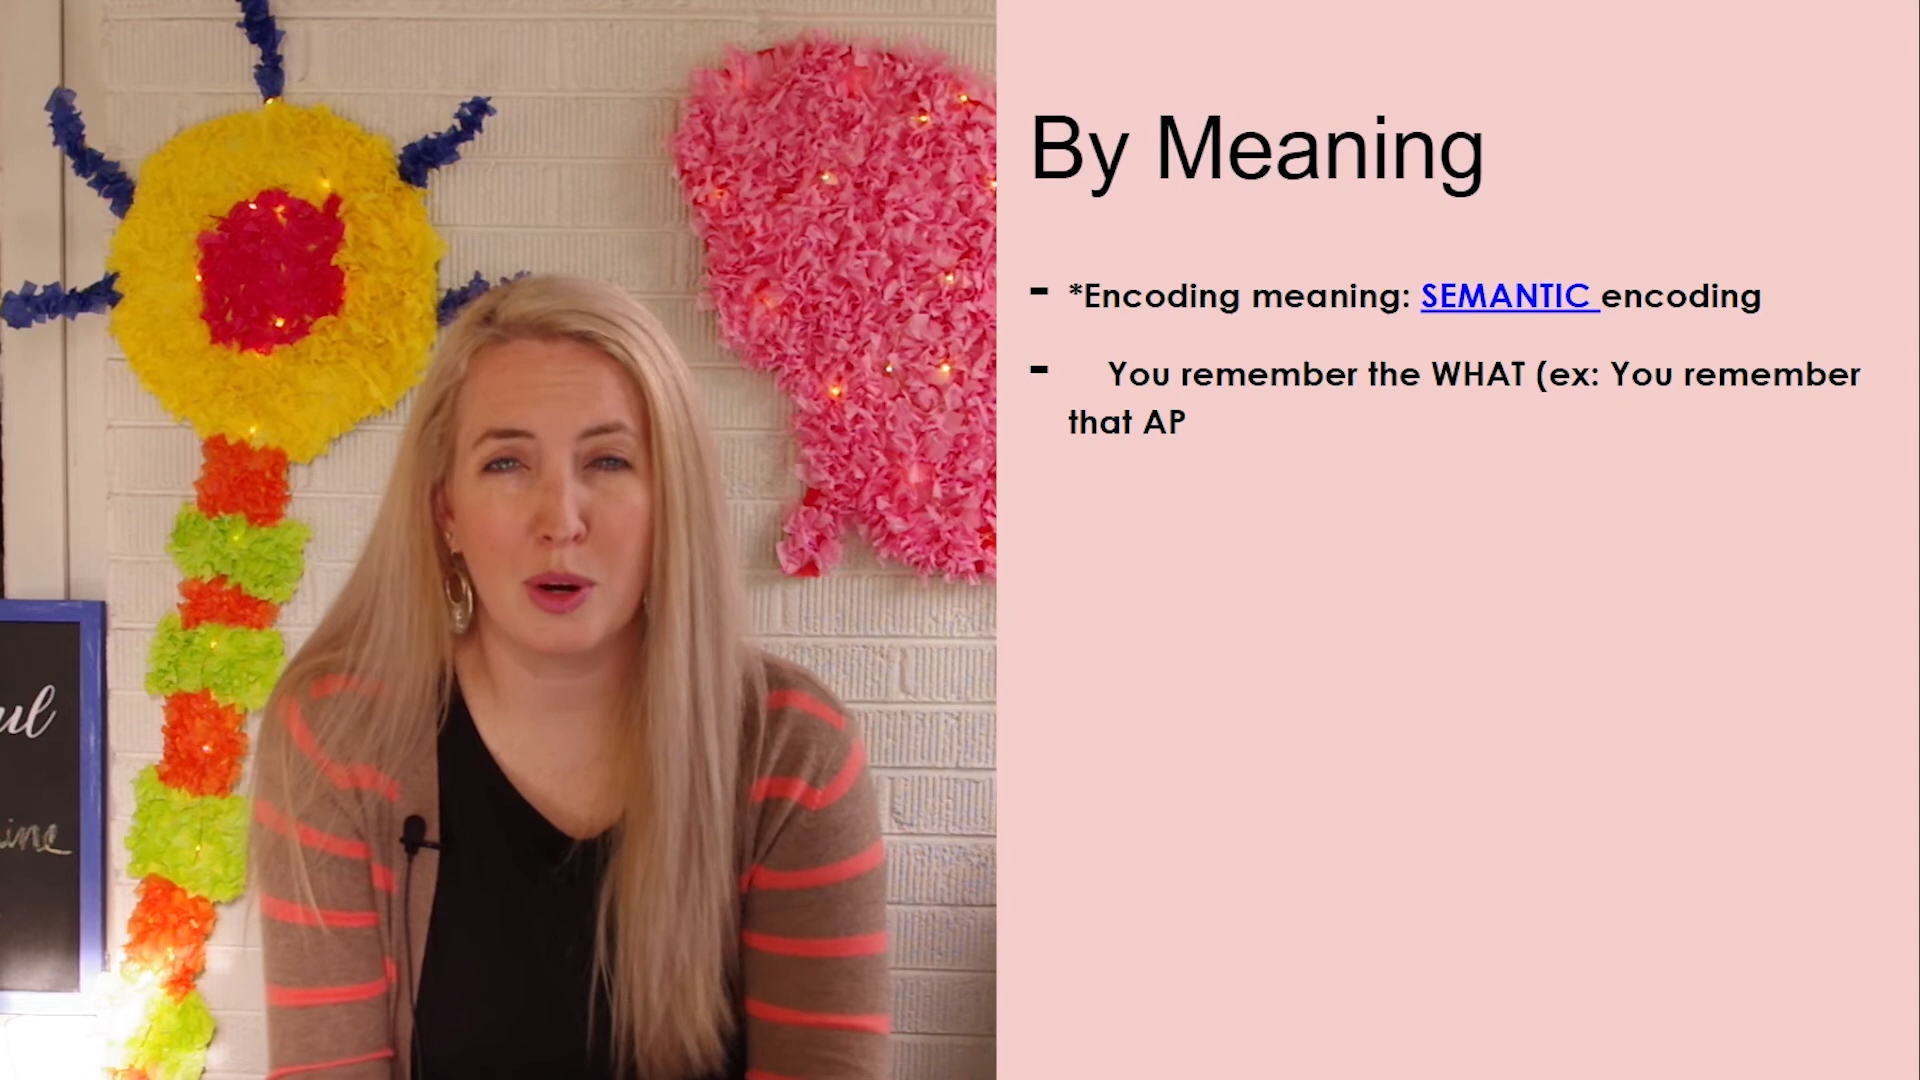 By Meaning
- *Encoding meaning: SEMANTIC encoding
- You remember the WHAT (ex: You remember
that AP